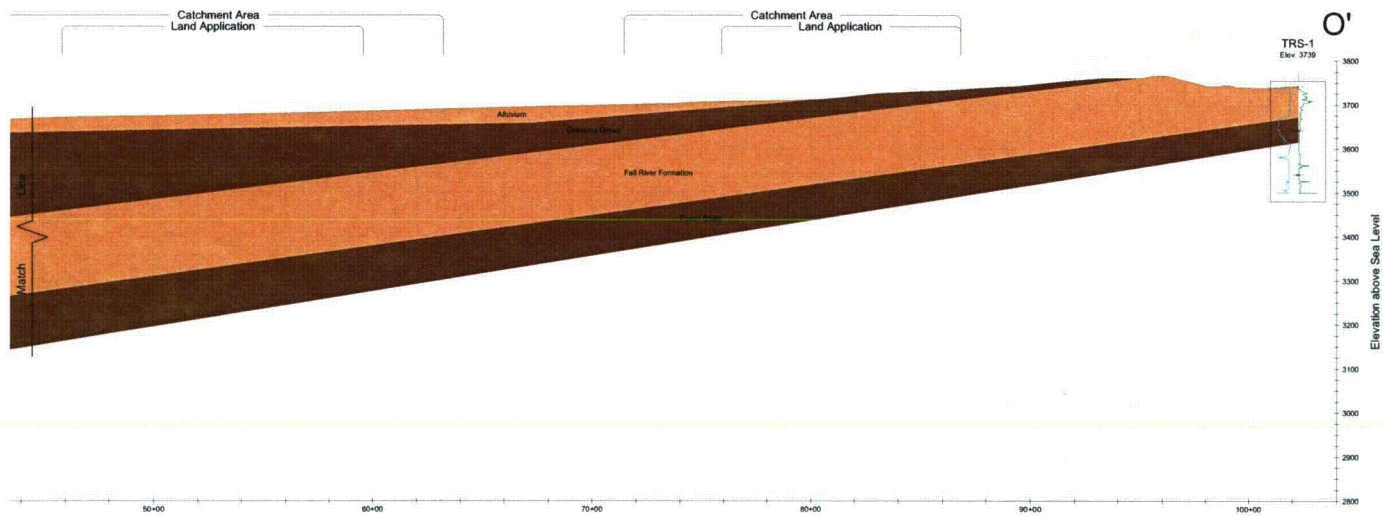 Catchment Area
Land Application
Catchment Area
Land Application
O'
TRS-1
Elev. 3739
3800
3700
3600
3500
3400
3300
3200
3100
3000
2900
2800
Elevation above Sea Level
Alluvium
Fall River Formation
Line
Match
50+00
60+00
70+00
80+00
90+00
100+00